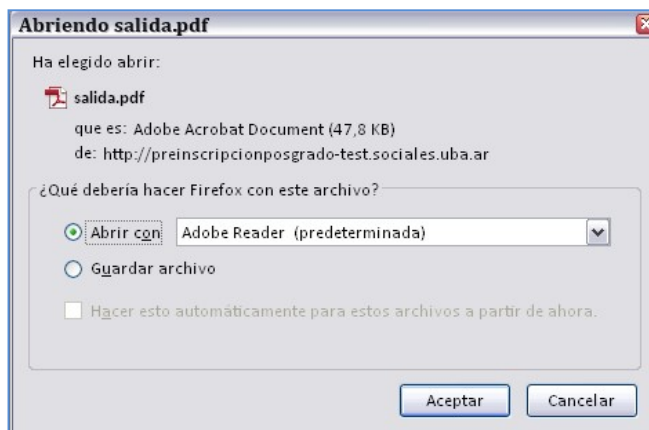 Abriendo salida.pdf
Ha elegido abrir:
salida.pdf
que es: Adobe Acrobat Document (47,8 KB)
de: http://preinscripcionposgrado-test.sociales.uba.ar
¿Qué debería hacer Firefox con este archivo?
Abrir con Adobe Reader (predeterminada)
Guardar archivo
Hacer esto automáticamente para estos archivos a partir de ahora.
Aceptar Cancelar